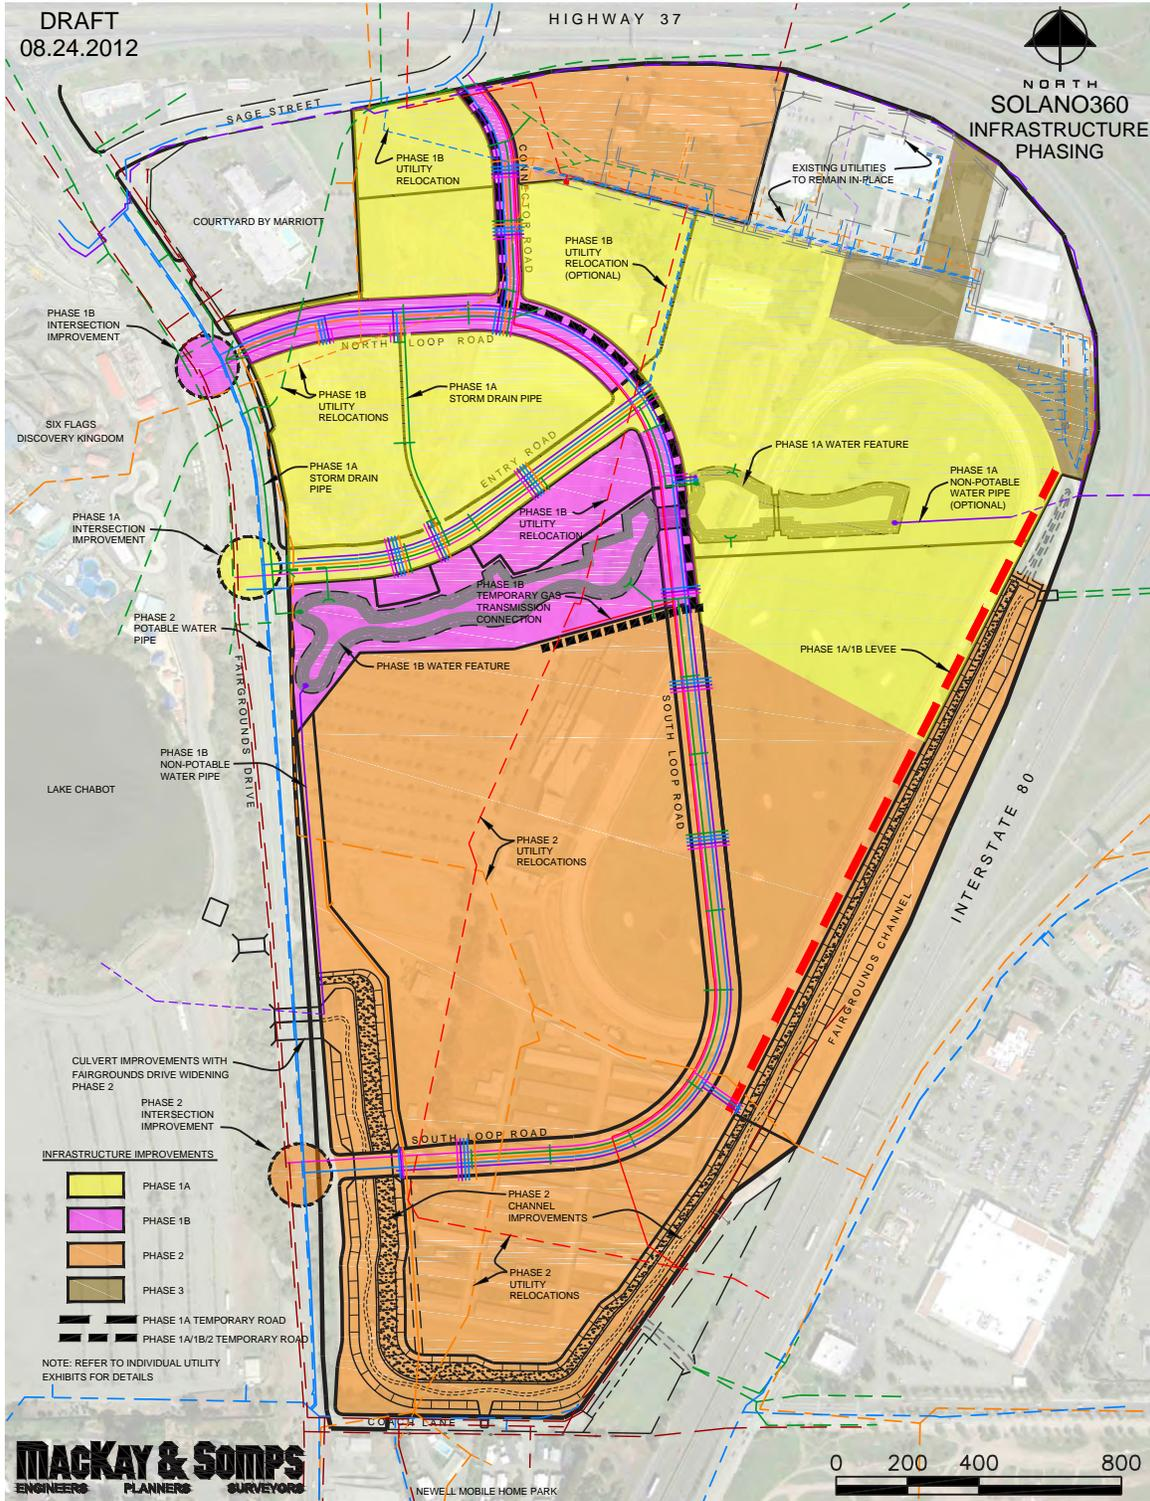 DRAFT
08.24.2012
HIGHWAY 37
NORTH
SOLANO360
INFRASTRUCTURE
PHASING
SAGE STREET
PHASE 1B
UTILITY
RELOCATION
CONNECTOR ROAD
EXISTING UTILITIES
TO REMAIN IN-PLACE
COURTYARD BY MARRIOTT
PHASE 1B
UTILITY
RELOCATION
(OPTIONAL)
PHASE 1B
INTERSECTION
IMPROVEMENT
NORTH LOOP ROAD
PHASE 1B
UTILITY
RELOCATIONS
PHASE 1A
STORM DRAIN PIPE
SIX FLAGS
DISCOVERY KINGDOM
ENTRY ROAD
PHASE 1A WATER FEATURE
PHASE 1A
STORM DRAIN
PIPE
PHASE 1A
NON-POTABLE
WATER PIPE
(OPTIONAL)
PHASE 1A
INTERSECTION
IMPROVEMENT
PHASE 1B
UTILITY
RELOCATION
PHASE 1B
TEMPORARY GAS
TRANSMISSION
CONNECTION
PHASE 2
POTABLE WATER
PIPE
PHASE 1A/1B LEVEE
PHASE 1B WATER FEATURE
FAIRGROUNDS DRIVE
SOUTH LOOP ROAD
PHASE 1B
NON-POTABLE
WATER PIPE
LAKE CHABOT
INTERSTATE 80
PHASE 2
UTILITY
RELOCATIONS
FAIRGROUNDS CHANNEL
CULVERT IMPROVEMENTS WITH
FAIRGROUNDS DRIVE WIDENING
PHASE 2
PHASE 2
INTERSECTION
IMPROVEMENT
SOUTH LOOP ROAD
INFRASTRUCTURE IMPROVEMENTS
PHASE 1A
PHASE 1B
PHASE 2
PHASE 3
PHASE 1A TEMPORARY ROAD
PHASE 1A/1B/2 TEMPORARY ROAD
NOTE: REFER TO INDIVIDUAL UTILITY
EXHIBITS FOR DETAILS
PHASE 2
CHANNEL
IMPROVEMENTS
PHASE 2
UTILITY
RELOCATIONS
COACH LANE
MACKAY & SOMPS
ENGINEERS PLANNERS SURVEYORS
NEWELL MOBILE HOME PARK
0 200 400 800